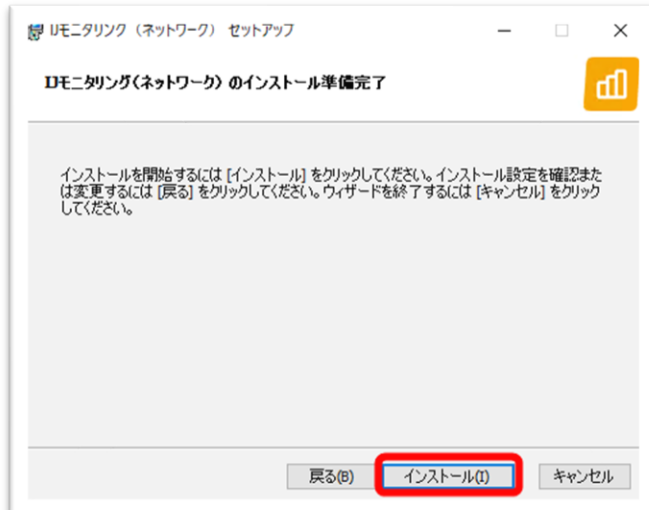 IJモニタリング（ネットワーク） セットアップ
IJモニタリング(ネットワーク) のインストール準備完了
インストールを開始するには [インストール] をクリックしてください。インストール設定を確認また
は変更するには [戻る] をクリックしてください。ウィザードを終了するには [キャンセル] をクリック
してください。
戻る(B)
インストール(I)
キャンセル